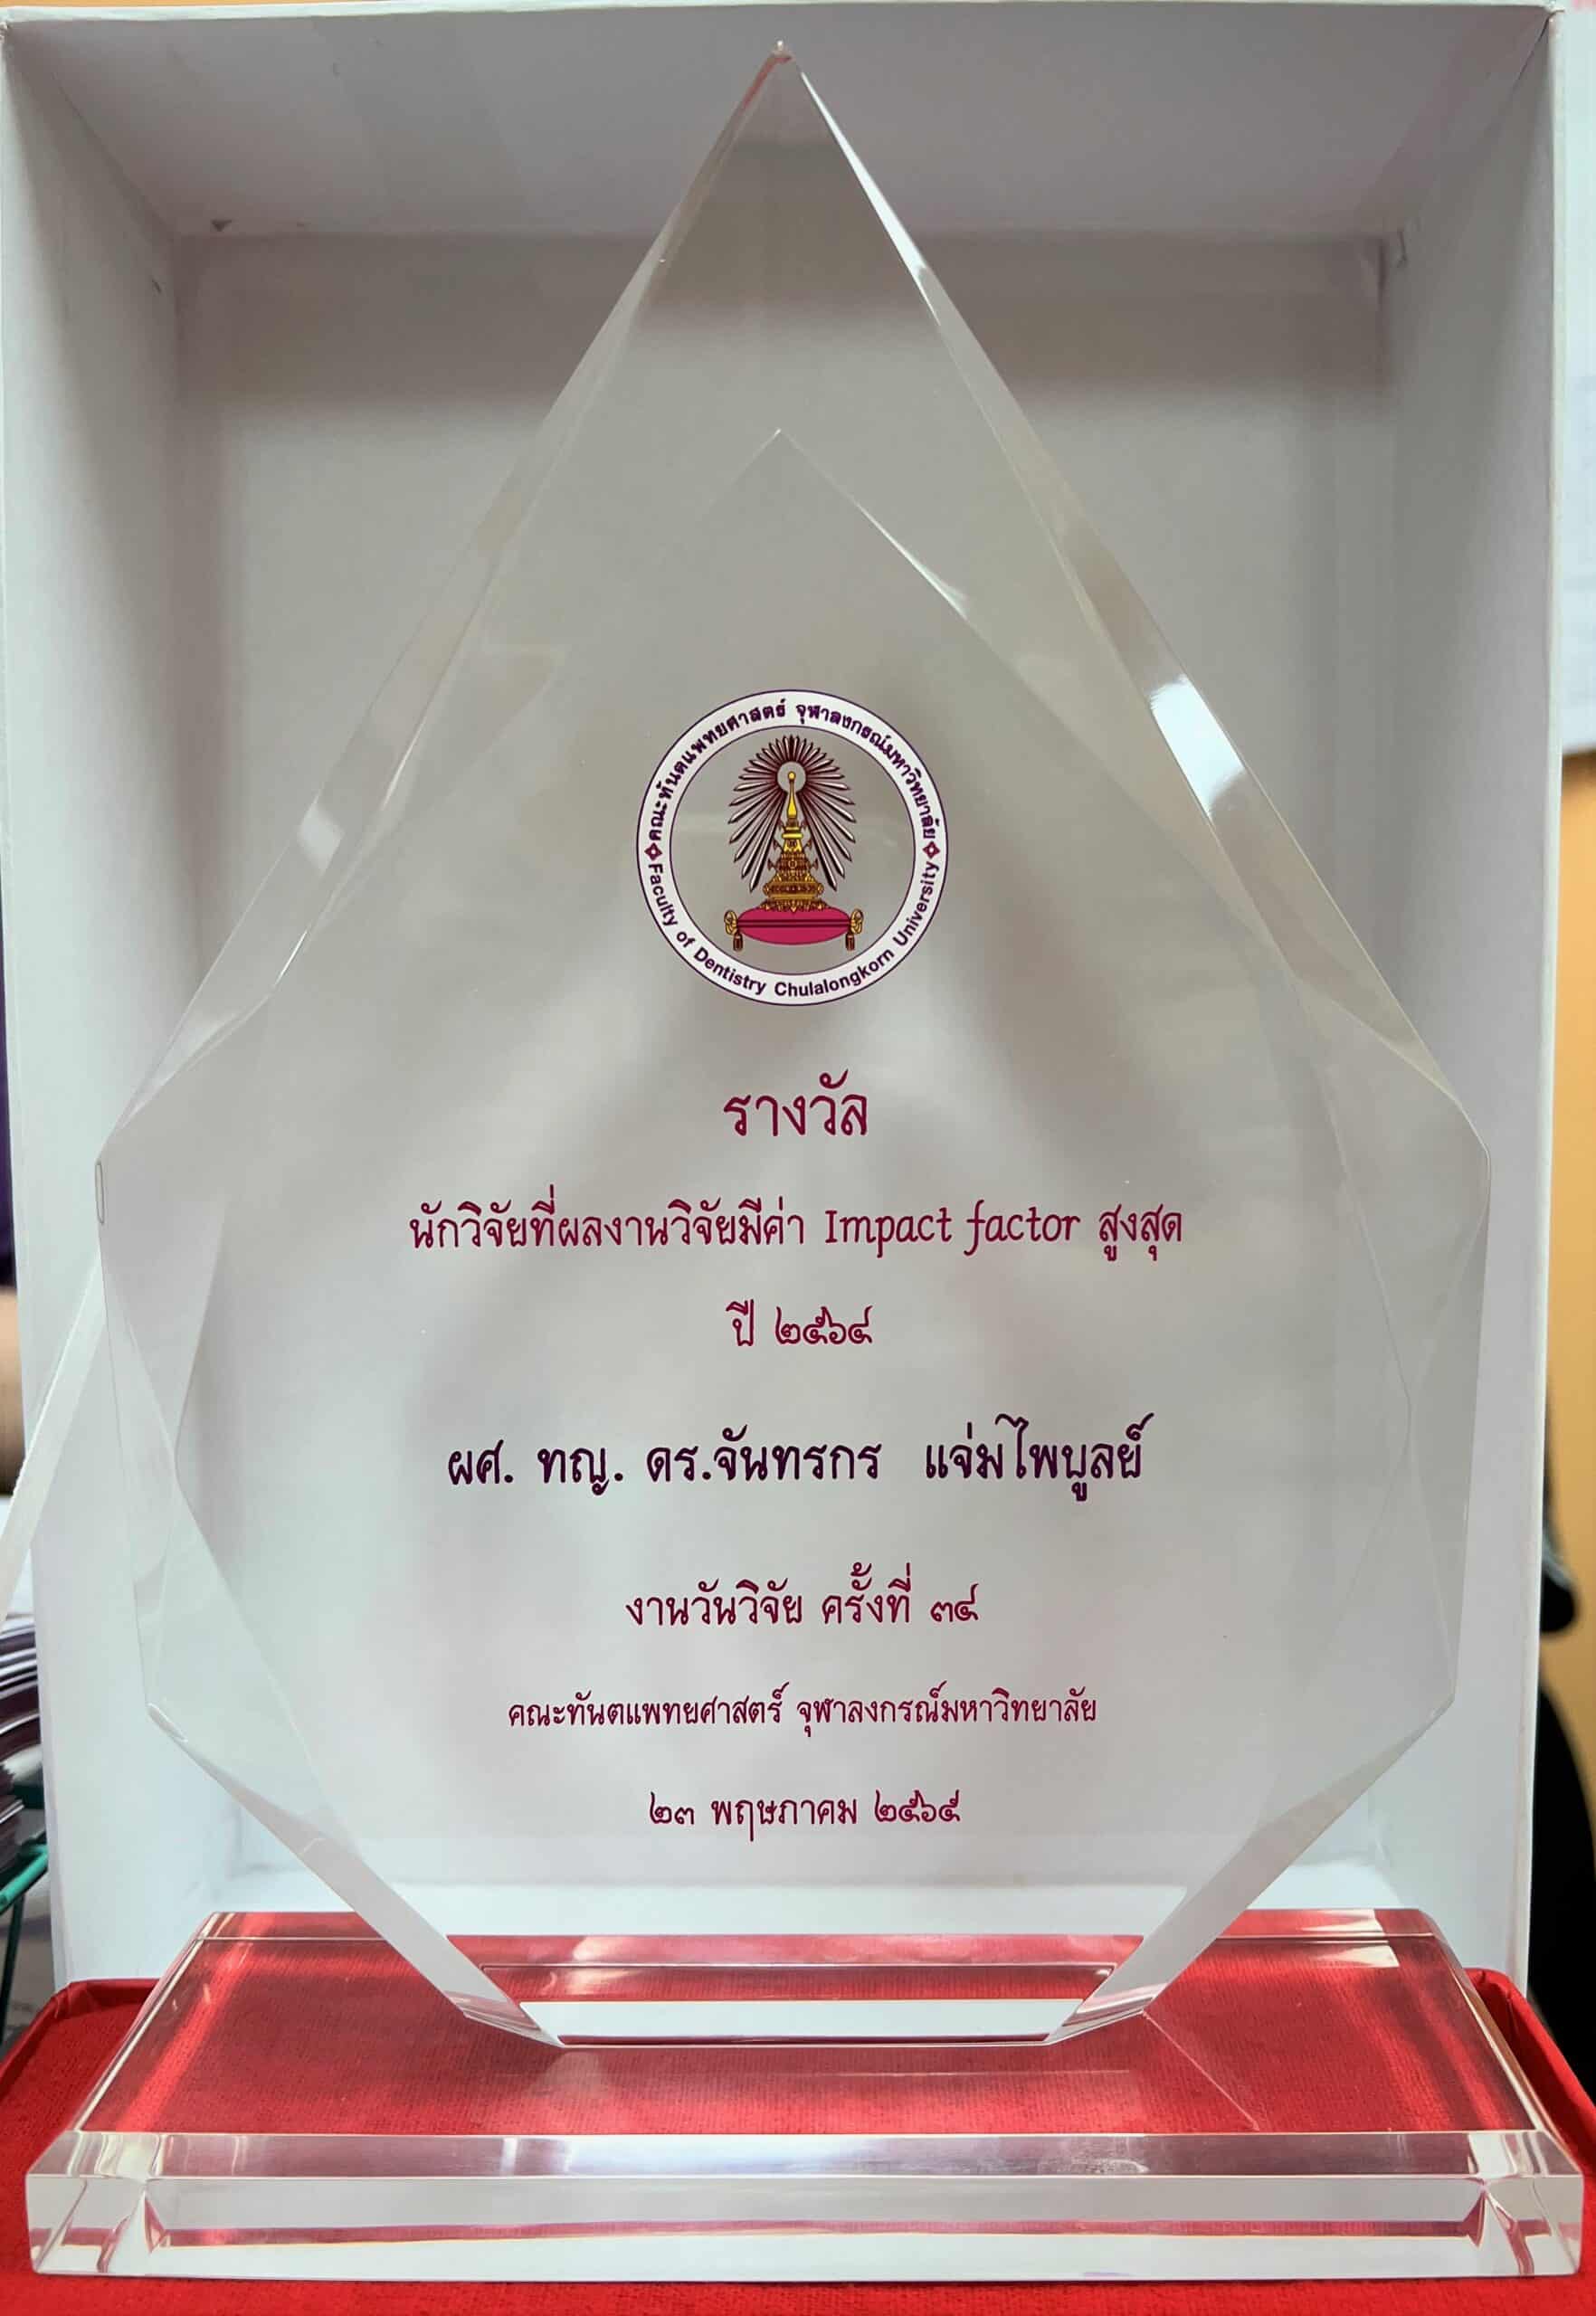 คณะทันตแพทยศาสตร์ จุฬาลงกรณ์มหาวิทยาลัย
Faculty of Dentistry Chulalongkorn University
รางวัล
นักวิจัยที่ผลงานวิจัยมีค่า Impact factor สูงสุด
ปี ๒๕๖๔
ผศ. ทญ. ดร.จันทรกร แจ่มไพบูลย์
งานวันวิจัย ครั้งที่ ๓๔
คณะทันตแพทยศาสตร์ จุฬาลงกรณ์มหาวิทยาลัย
๒๓ พฤษภาคม ๒๕๖๕